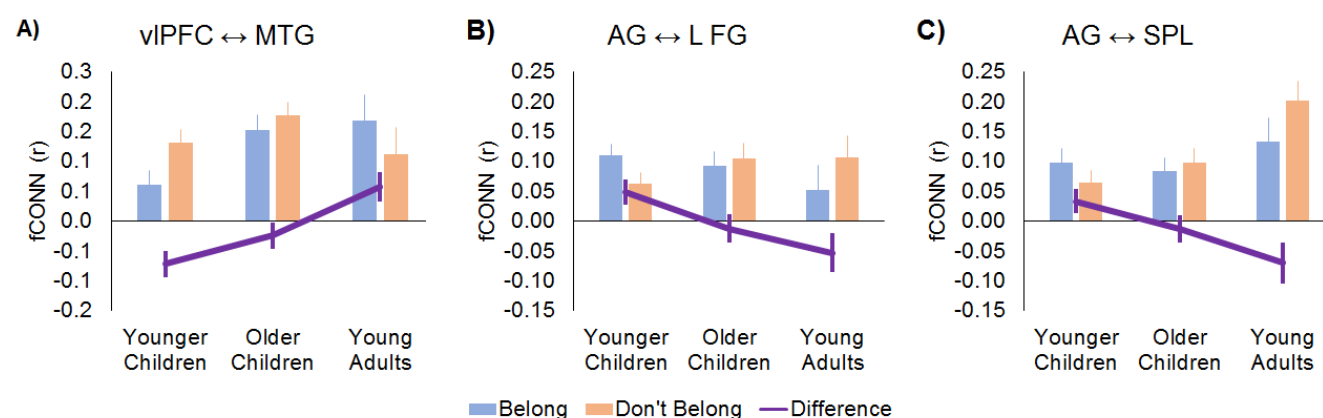 A) vlPFC ↔ MTG
fCONN (r)
0.3
0.2
0.2
0.1
0.1
0.0
-0.1
-0.1
-0.2
Younger Children
Older Children
Young Adults
B) AG ↔ L FG
fCONN (r)
0.25
0.20
0.15
0.10
0.05
0.00
-0.05
-0.10
-0.15
Younger Children
Older Children
Young Adults
C) AG ↔ SPL
fCONN (r)
0.25
0.20
0.15
0.10
0.05
0.00
-0.05
-0.10
-0.15
Younger Children
Older Children
Young Adults
Belong Don't Belong Difference